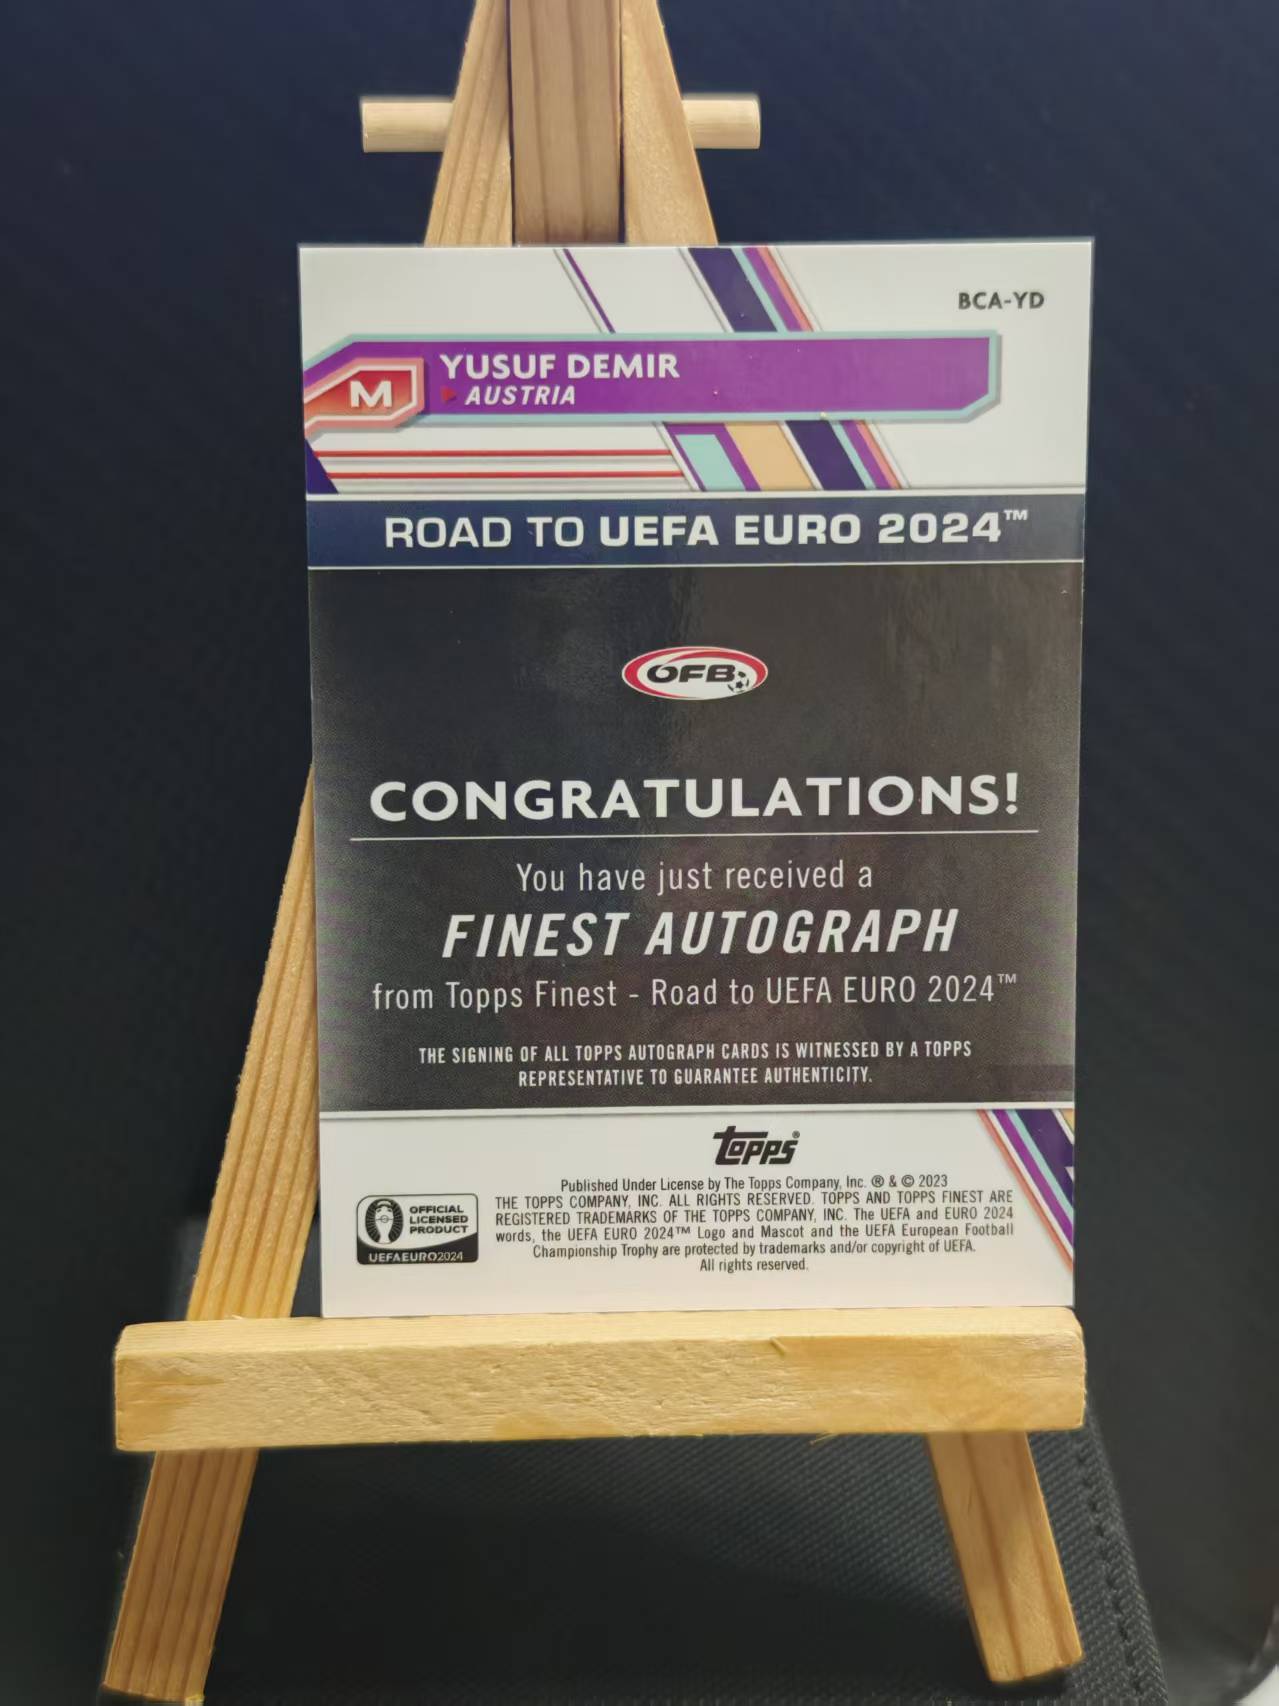 BCA-YD
YUSUF DEMIR
M
AUSTRIA
ROAD TO UEFA EURO 2024™
ÖFB
CONGRATULATIONS!
You have just received a
FINEST AUTOGRAPH
from Topps Finest - Road to UEFA EURO 2024™
THE SIGNING OF ALL TOPPS AUTOGRAPH CARDS IS WITNESSED BY A TOPPS
REPRESENTATIVE TO GUARANTEE AUTHENTICITY.
topps®
Published Under License by The Topps Company, Inc. ® & © 2023
THE TOPPS COMPANY, INC. ALL RIGHTS RESERVED. TOPPS AND TOPPS FINEST ARE
REGISTERED TRADEMARKS OF THE TOPPS COMPANY, INC. The UEFA and EURO 2024
words, the UEFA EURO 2024™ Logo and Mascot and the UEFA European Football
Championship Trophy are protected by trademarks and/or copyright of UEFA.
All rights reserved.
OFFICIAL
LICENSED
PRODUCT
UEFAEURO2024